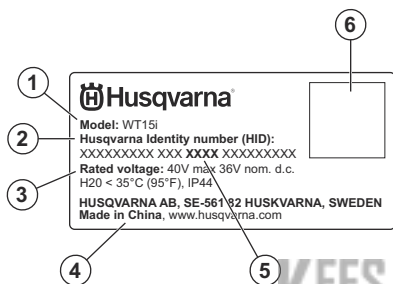 6
1
Husqvarna
Model: WT15i
2
Husqvarna Identity number (HID):
XXXXXXXXX XXX XXXX XXXXXXXXX
Rated voltage: 40V max 36V nom. d.c.
3
H20 < 35°C (95°F), IP44
HUSQVARNA AB, SE-561 82 HUSKVARNA, SWEDEN
Made in China, www.husqvarna.com
4
5
KEES